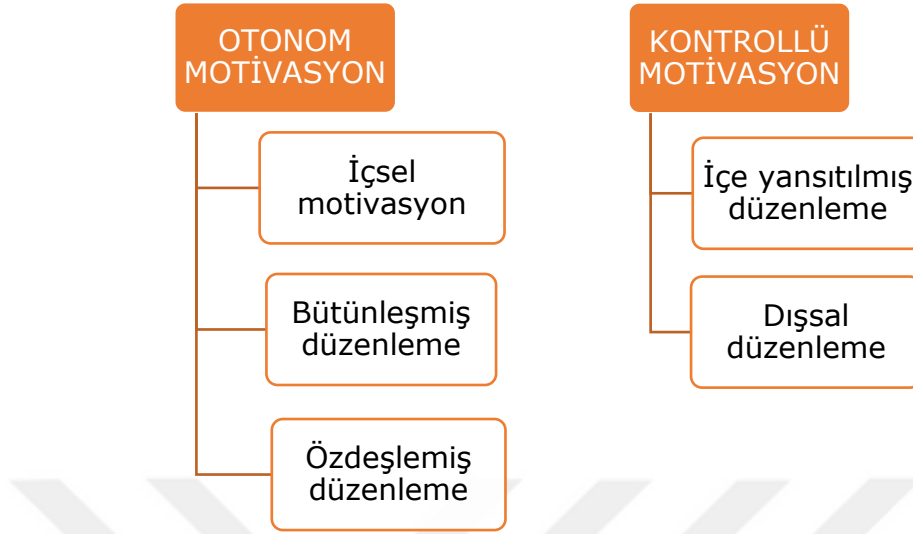 OTONOM
MOTİVASYON
İçsel
motivasyon
Bütünleşmiş
düzenleme
Özdeşlemiş
düzenleme
KONTROLLÜ
MOTİVASYON
İçe yansıtılmış
düzenleme
Dışsal
düzenleme